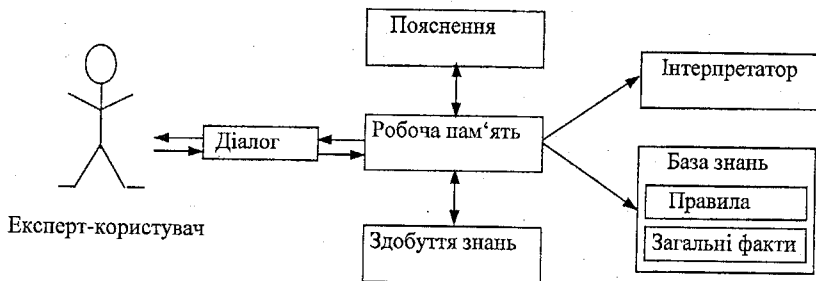 Пояснення
Інтерпретатор
Діалог
Робоча пам‘ять
База знань
Правила
Загальні факти
Експерт-користувач
Здобуття знань